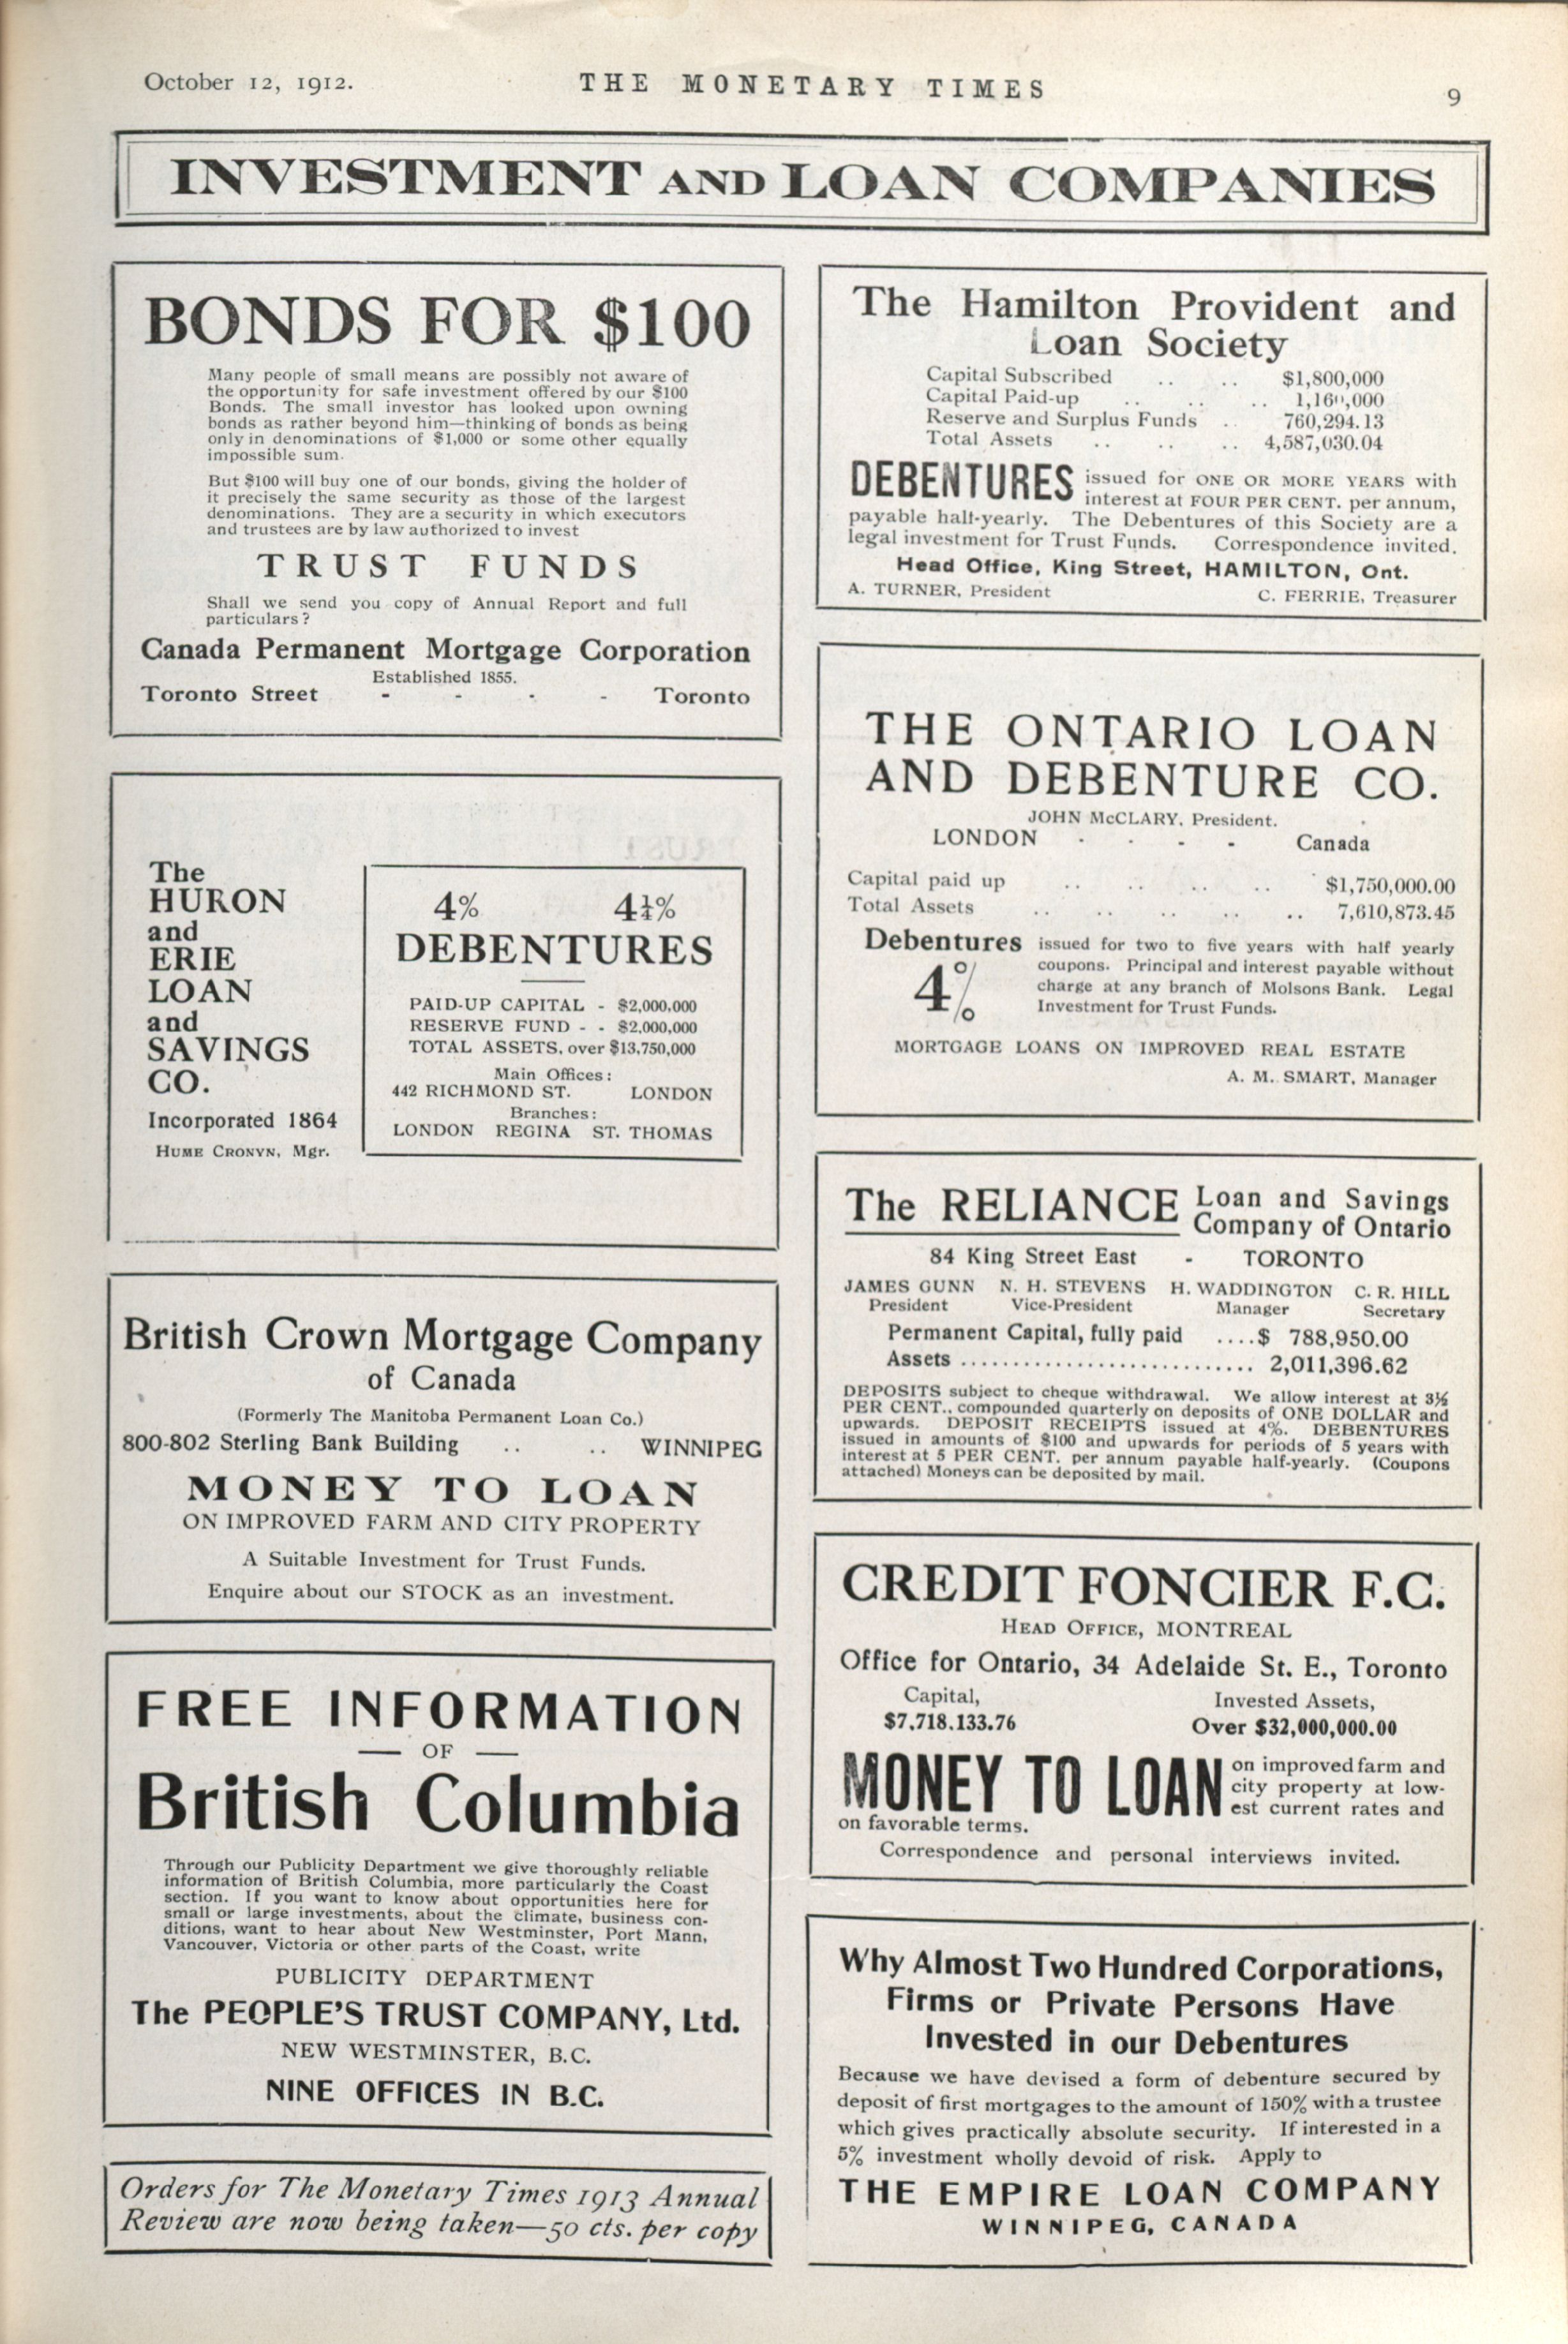 October 12, 1912.
THE MONETARY TIMES
9
INVESTMENT AND LOAN COMPANIES
BONDS FOR $100
Many people of small means are possibly not aware of
the opportunity for safe investment offered by our $100
Bonds. The small investor has looked upon owning
bonds as rather beyond him—thinking of bonds as being
only in denominations of $1,000 or some other equally
impossible sum.
But $100 will buy one of our bonds, giving the holder of
it precisely the same security as those of the largest
denominations. They are a security in which executors
and trustees are by law authorized to invest
TRUST FUNDS
Shall we send you copy of Annual Report and full
particulars?
Canada Permanent Mortgage Corporation
Established 1855.
Toronto Street - - - - Toronto
The
HURON
and
ERIE
LOAN
and
SAVINGS
CO.
Incorporated 1864
HUME CRONYN, Mgr.
4% 4½%
DEBENTURES
PAID-UP CAPITAL - $2,000,000
RESERVE FUND - - $2,000,000
TOTAL ASSETS, over $13,750,000
Main Offices:
442 RICHMOND ST. LONDON
Branches:
LONDON REGINA ST. THOMAS
British Crown Mortgage Company
of Canada
(Formerly The Manitoba Permanent Loan Co.)
800-802 Sterling Bank Building .. .. WINNIPEG
MONEY TO LOAN
ON IMPROVED FARM AND CITY PROPERTY
A Suitable Investment for Trust Funds.
Enquire about our STOCK as an investment.
FREE INFORMATION
— OF —
British Columbia
Through our Publicity Department we give thoroughly reliable
information of British Columbia, more particularly the Coast
section. If you want to know about opportunities here for
small or large investments, about the climate, business con-
ditions, want to hear about New Westminster, Port Mann,
Vancouver, Victoria or other parts of the Coast, write
PUBLICITY DEPARTMENT
The PEOPLE'S TRUST COMPANY, Ltd.
NEW WESTMINSTER, B.C.
NINE OFFICES IN B.C.
Orders for The Monetary Times 1913 Annual
Review are now being taken—50 cts. per copy
The Hamilton Provident and
Loan Society
Capital Subscribed .. .. $1,800,000
Capital Paid-up .. .. ..
Reserve and Surplus Funds .. 760,294.13
Total Assets .. .. .. 4,587,030.04
DEBENTURES issued for ONE OR MORE YEARS with
interest at FOUR PER CENT. per annum,
payable half-yearly. The Debentures of this Society are a
legal investment for Trust Funds. Correspondence invited.
Head Office, King Street, HAMILTON, Ont.
A. TURNER, President C. FERRIE, Treasurer
THE ONTARIO LOAN
AND DEBENTURE CO.
JOHN McCLARY, President.
LONDON - - - - Canada
Capital paid up .. .. .. .. $1,750,000.00
Total Assets .. .. .. .. .. 7,610,873.45
Debentures issued for two to five years with half yearly
4% coupons. Principal and interest payable without
charge at any branch of Molsons Bank. Legal
Investment for Trust Funds.
MORTGAGE LOANS ON IMPROVED REAL ESTATE
A. M. SMART, Manager
The RELIANCE Loan and Savings
Company of Ontario
84 King Street East - TORONTO
JAMES GUNN N. H. STEVENS H. WADDINGTON C. R. HILL
President Vice-President Manager Secretary
Permanent Capital, fully paid ....$ 788,950.00
Assets ............................ 2,011,396.62
DEPOSITS subject to cheque withdrawal. We allow interest at 3½
PER CENT., compounded quarterly on deposits of ONE DOLLAR and
upwards. DEPOSIT RECEIPTS issued at 4%. DEBENTURES
issued in amounts of $100 and upwards for periods of 5 years with
interest at 5 PER CENT. per annum payable half-yearly. (Coupons
attached) Moneys can be deposited by mail.
CREDIT FONCIER F.C.
HEAD OFFICE, MONTREAL
Office for Ontario, 34 Adelaide St. E., Toronto
Capital, Invested Assets,
$7,718,133.76 Over $32,000,000.00
MONEY TO LOAN on improved farm and
city property at low-
est current rates and
on favorable terms.
Correspondence and personal interviews invited.
Why Almost Two Hundred Corporations,
Firms or Private Persons Have
Invested in our Debentures
Because we have devised a form of debenture secured by
deposit of first mortgages to the amount of 150% with a trustee
which gives practically absolute security. If interested in a
5% investment wholly devoid of risk. Apply to
THE EMPIRE LOAN COMPANY
WINNIPEG, CANADA